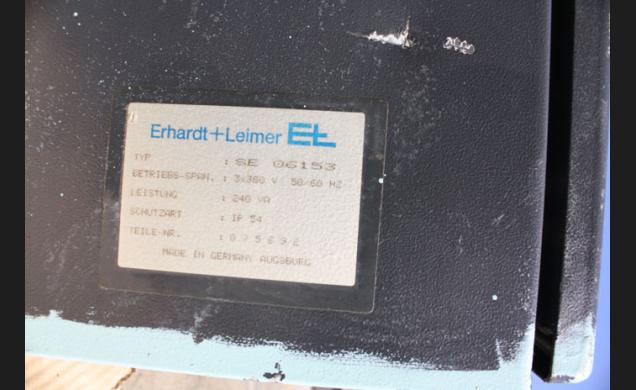 Erhardt+Leimer EL
TYP : SE 06153
BETRIEBS-SPAN. : 3x380 V 50/60 HZ
LEISTUNG : 240 VA
SCHUTZART : IP 54
TEILE-NR. : 075692
MADE IN GERMANY AUGSBURG